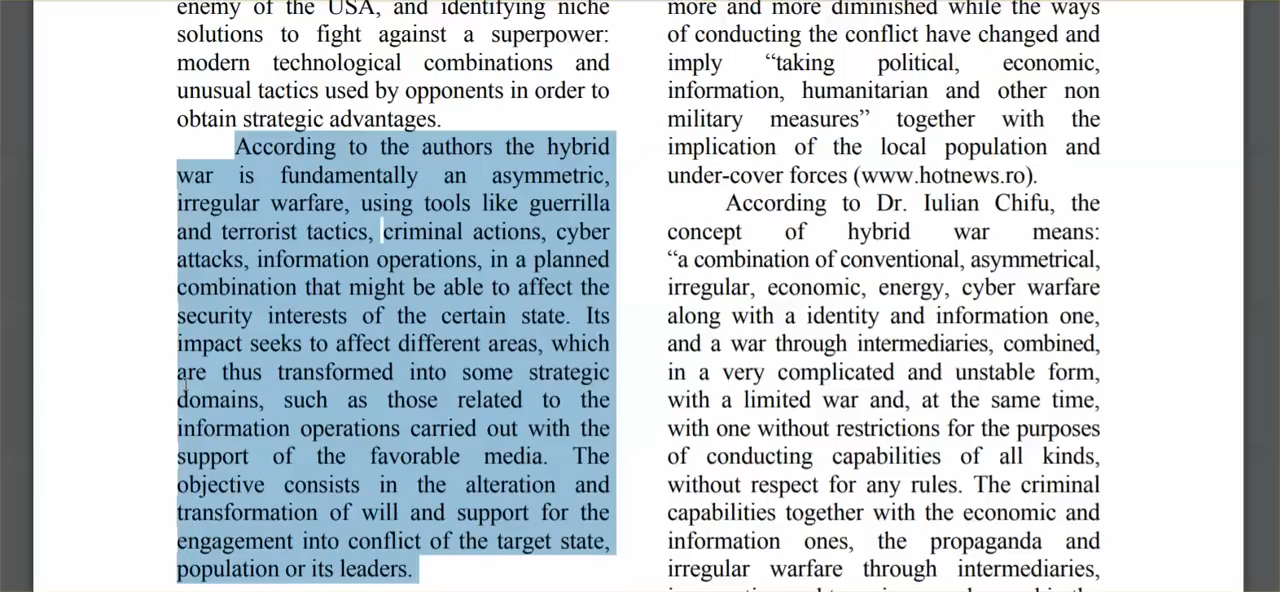 enemy of the USA, and identifying niche
solutions to fight against a superpower:
modern technological combinations and
unusual tactics used by opponents in order to
obtain strategic advantages.
According to the authors the hybrid
war is fundamentally an asymmetric,
irregular warfare, using tools like guerrilla
and terrorist tactics, criminal actions, cyber
attacks, information operations, in a planned
combination that might be able to affect the
security interests of the certain state. Its
impact seeks to affect different areas, which
are thus transformed into some strategic
domains, such as those related to the
information operations carried out with the
support of the favorable media. The
objective consists in the alteration and
transformation of will and support for the
engagement into conflict of the target state,
population or its leaders.
more and more diminished while the ways
of conducting the conflict have changed and
imply “taking political, economic,
information, humanitarian and other non
military measures” together with the
implication of the local population and
under-cover forces (www.hotnews.ro).
According to Dr. Iulian Chifu, the
concept of hybrid war means:
“a combination of conventional, asymmetrical,
irregular, economic, energy, cyber warfare
along with a identity and information one,
and a war through intermediaries, combined,
in a very complicated and unstable form,
with a limited war and, at the same time,
with one without restrictions for the purposes
of conducting capabilities of all kinds,
without respect for any rules. The criminal
capabilities together with the economic and
information ones, the propaganda and
irregular warfare through intermediaries,